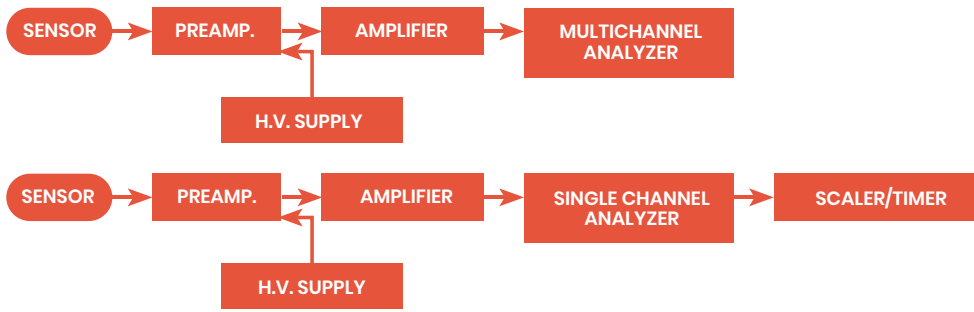 SENSOR
PREAMP.
AMPLIFIER
MULTICHANNEL
ANALYZER
H.V. SUPPLY
SENSOR
PREAMP.
AMPLIFIER
SINGLE CHANNEL
ANALYZER
SCALER/TIMER
H.V. SUPPLY